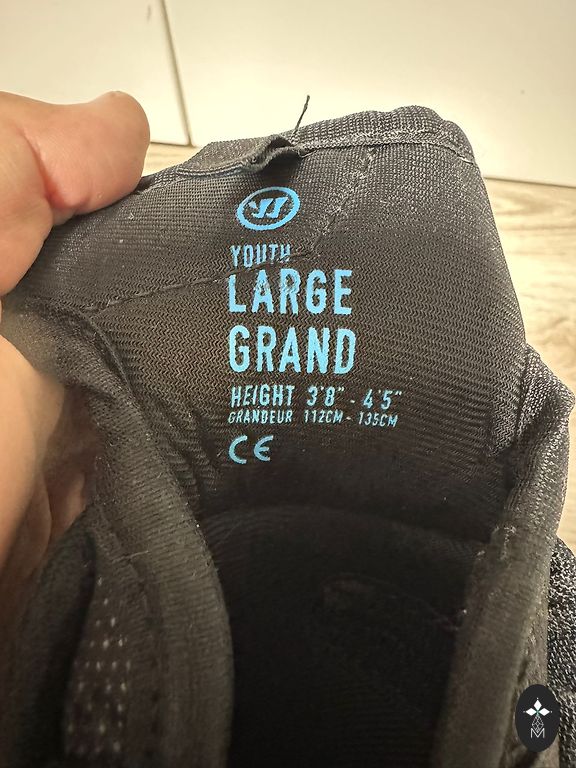 YOUTH
LARGE
GRAND
HEIGHT 3'8" - 4'5"
GRANDEUR 112CM - 135CM
CE
M